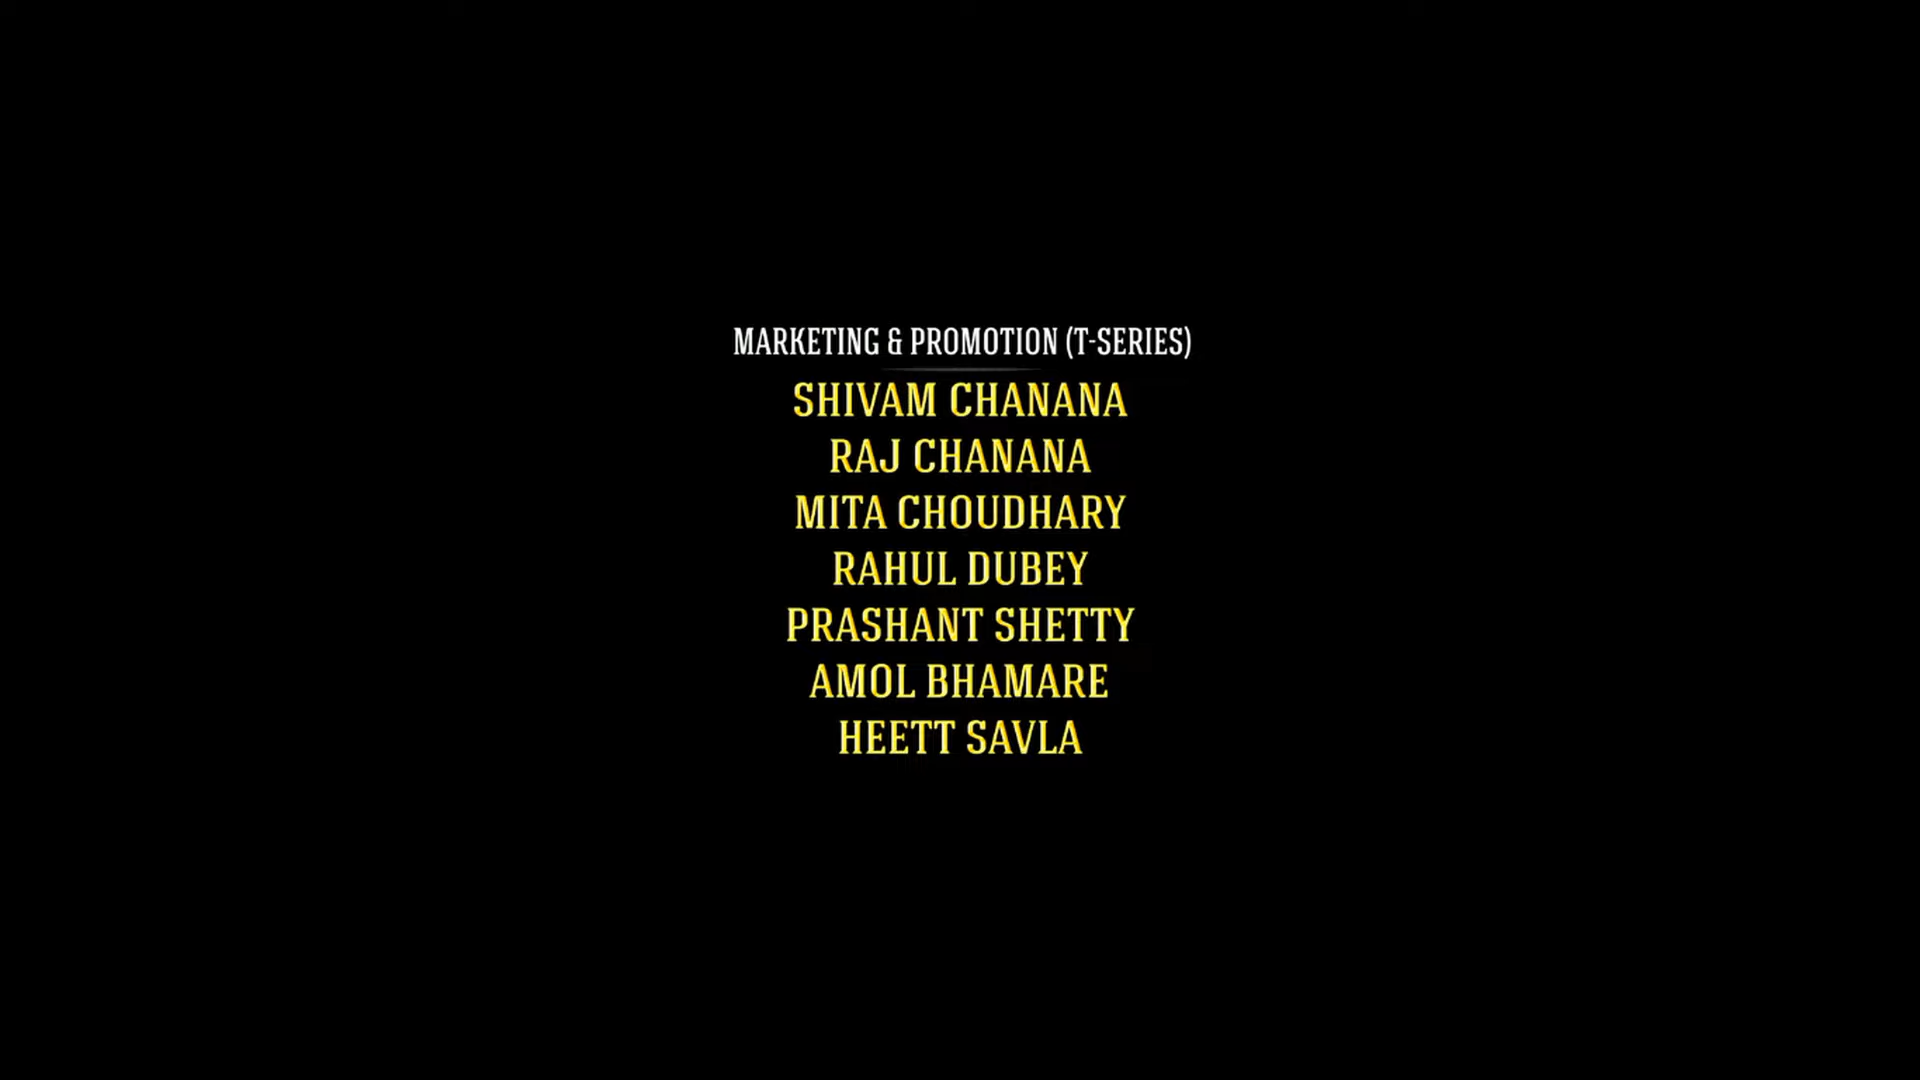 MARKETING & PROMOTION (T-SERIES)
SHIVAM CHANANA
RAJ CHANANA
MITA CHOUDHARY
RAHUL DUBEY
PRASHANT SHETTY
AMOL BHAMARE
HEETT SAVLA